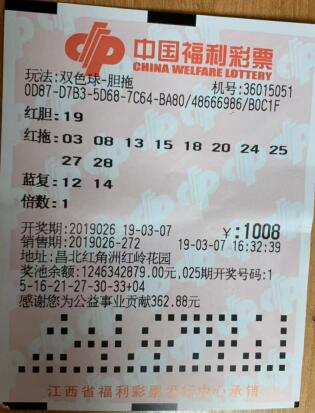 中国福利彩票
CHINA WELFARE LOTTERY
玩法:双色球-胆拖 机号:36015051
0D87-D7B3-5D68-7C64-BA80/48666986/B0C1F
红胆:19
红拖:03 08 13 15 18 20 24 25
27 28
蓝复:12 14
倍数:1
开奖期:2019026 19-03-07 ¥:1008
销售期:2019026-272 19-03-07 16:32:39
地址:昌北红角洲红岭花园
奖池余额:1246342879.00元,025期开奖号码:1
5-16-21-27-30-33+04
感谢您为公益事业贡献362.88元
江西省福利彩票发行中心承销